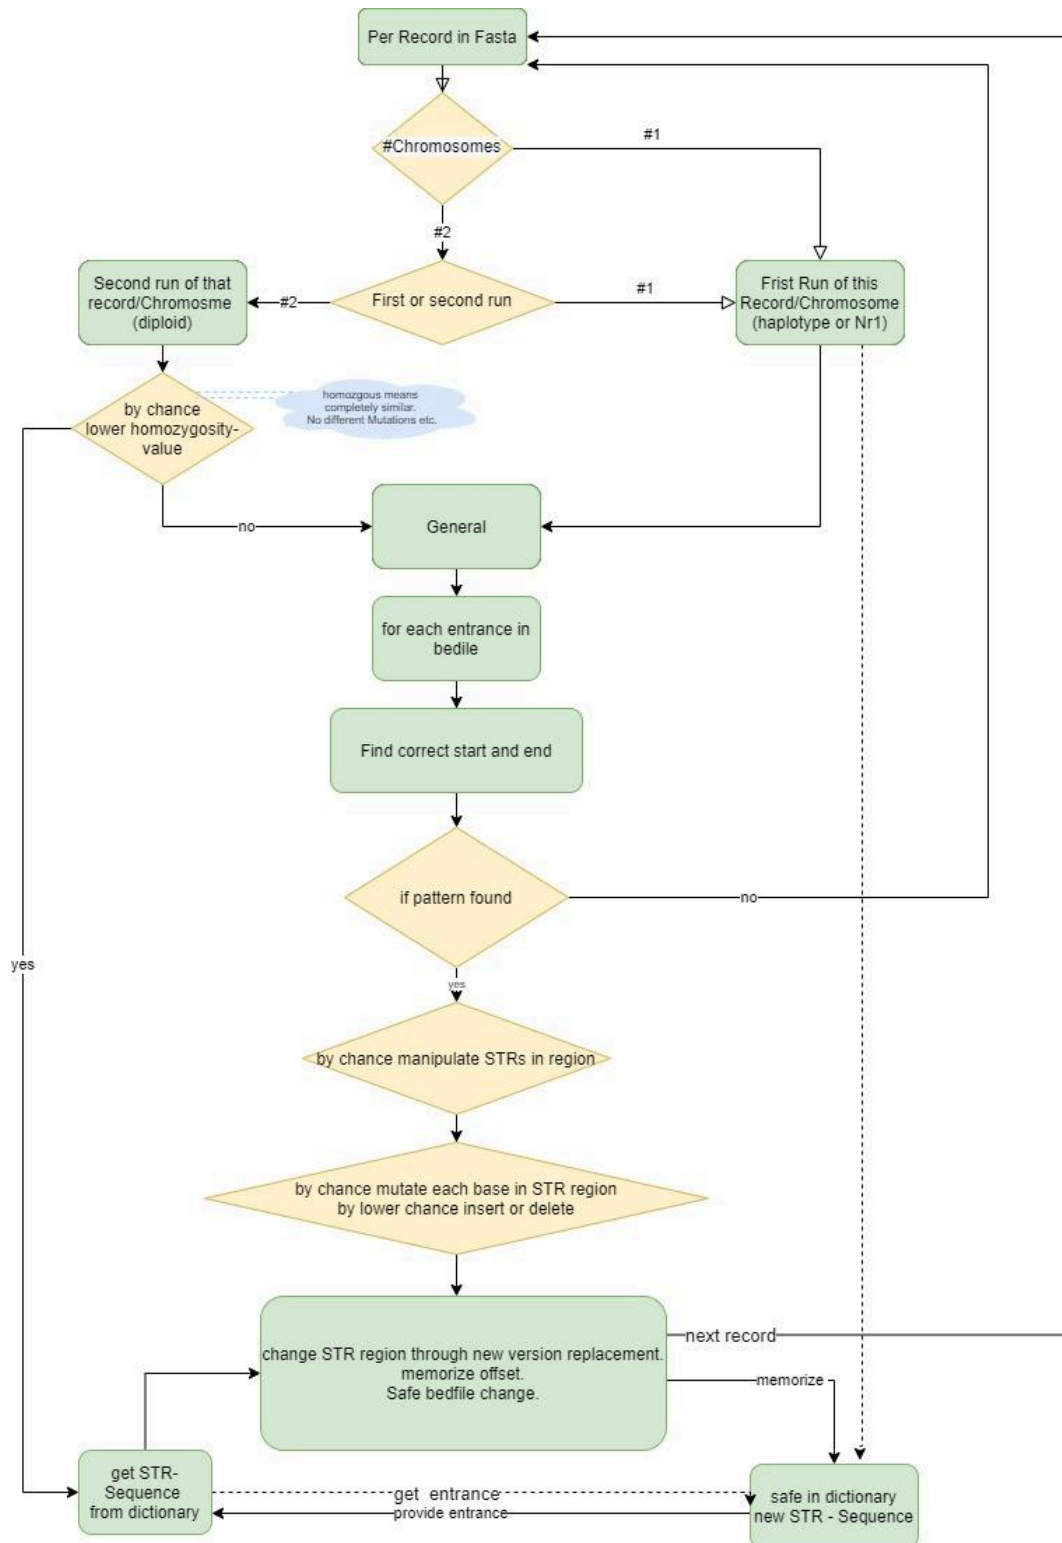 Per Record in Fasta
#Chromosomes
#1
#2
Second run of that
record/Chromosme
(diploid)
#2
First or second run
#1
Frist Run of this
Record/Chromosome
(haplotype or Nr1)
by chance
lower homozygosity-
value
homozgous means
completely similar.
No different Mutations etc.
no
General
for each entrance in
bedile
Find correct start and end
if pattern found
no
yes
yes
by chance manipulate STRs in region
by chance mutate each base in STR region
by lower chance insert or delete
change STR region through new version replacement.
memorize offset.
Safe bedfile change.
next record
memorize
get STR-
Sequence
from dictionary
get entrance
provide entrance
safe in dictionary
new STR - Sequence